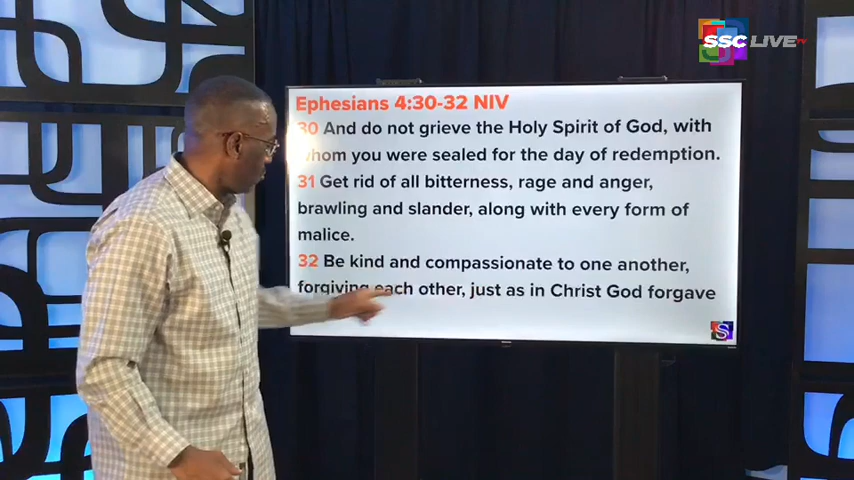 SSC LIVE TV
Ephesians 4:30-32 NIV
30 And do not grieve the Holy Spirit of God, with
whom you were sealed for the day of redemption.
31 Get rid of all bitterness, rage and anger,
brawling and slander, along with every form of
malice.
32 Be kind and compassionate to one another,
forgiving each other, just as in Christ God forgave
S